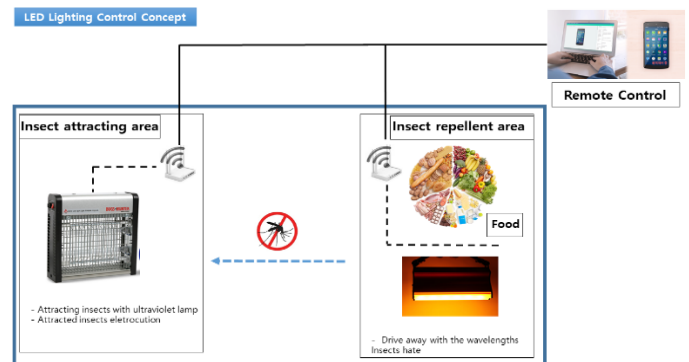 LED Lighting Control Concept
Remote Control
Insect attracting area
Insect repellent area
Food
- Attracting insects with ultraviolet lamp
- Attracted insects eletrocution
- Drive away with the wavelengths
Insects hate